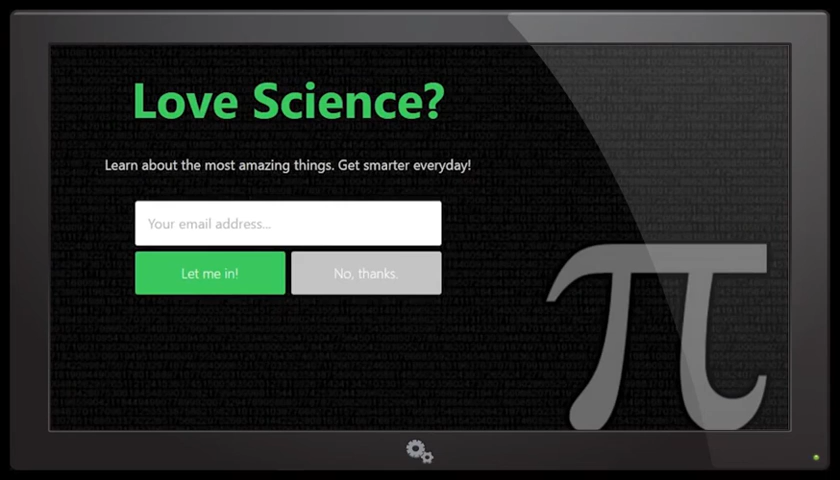 Love Science?
Learn about the most amazing things. Get smarter everyday!
Your email address...
Let me in!
No, thanks.
π